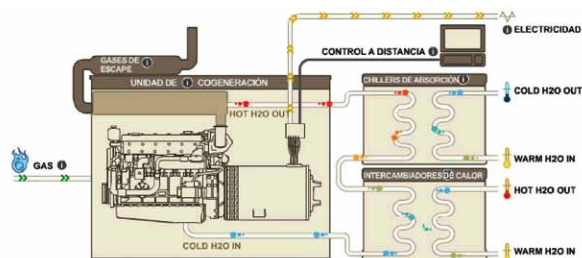 ELECTRICIDAD
CONTROL A DISTANCIA
GASES DE
ESCAPE
UNIDAD DE COGENERACIÓN
CHILLERS DE ABSORCIÓN
HOT H2O OUT
COLD H2O OUT
GAS
WARM H2O IN
INTERCAMBIADORES DE CALOR
HOT H2O OUT
COLD H2O IN
WARM H2O IN